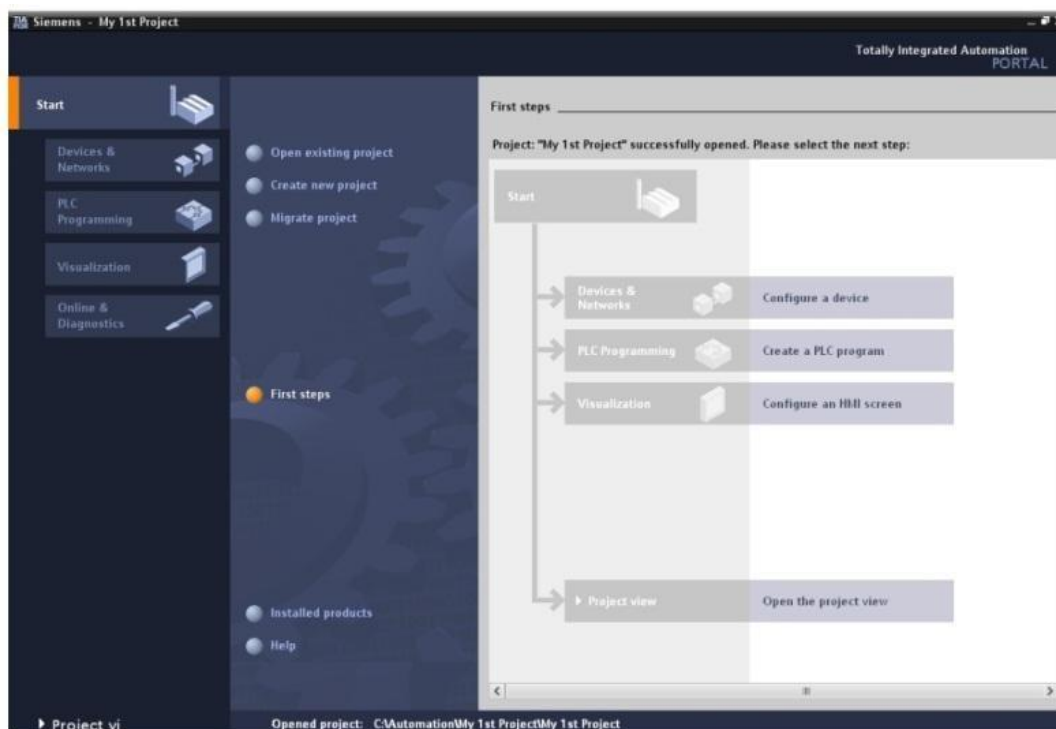 Siemens - My 1st Project
Totally Integrated Automation
PORTAL
Start
Devices &
Networks
PLC
Programming
Visualization
Online &
Diagnostics
Open existing project
Create new project
Migrate project
First steps
Installed products
Help
First steps
Project: "My 1st Project" successfully opened. Please select the next step:
Start
Devices &
Networks
Configure a device
PLC Programming
Create a PLC program
Visualization
Configure an HMI screen
Project view
Open the project view
Project vi
Opened project: C:\Automation\My 1st Project\My 1st Project